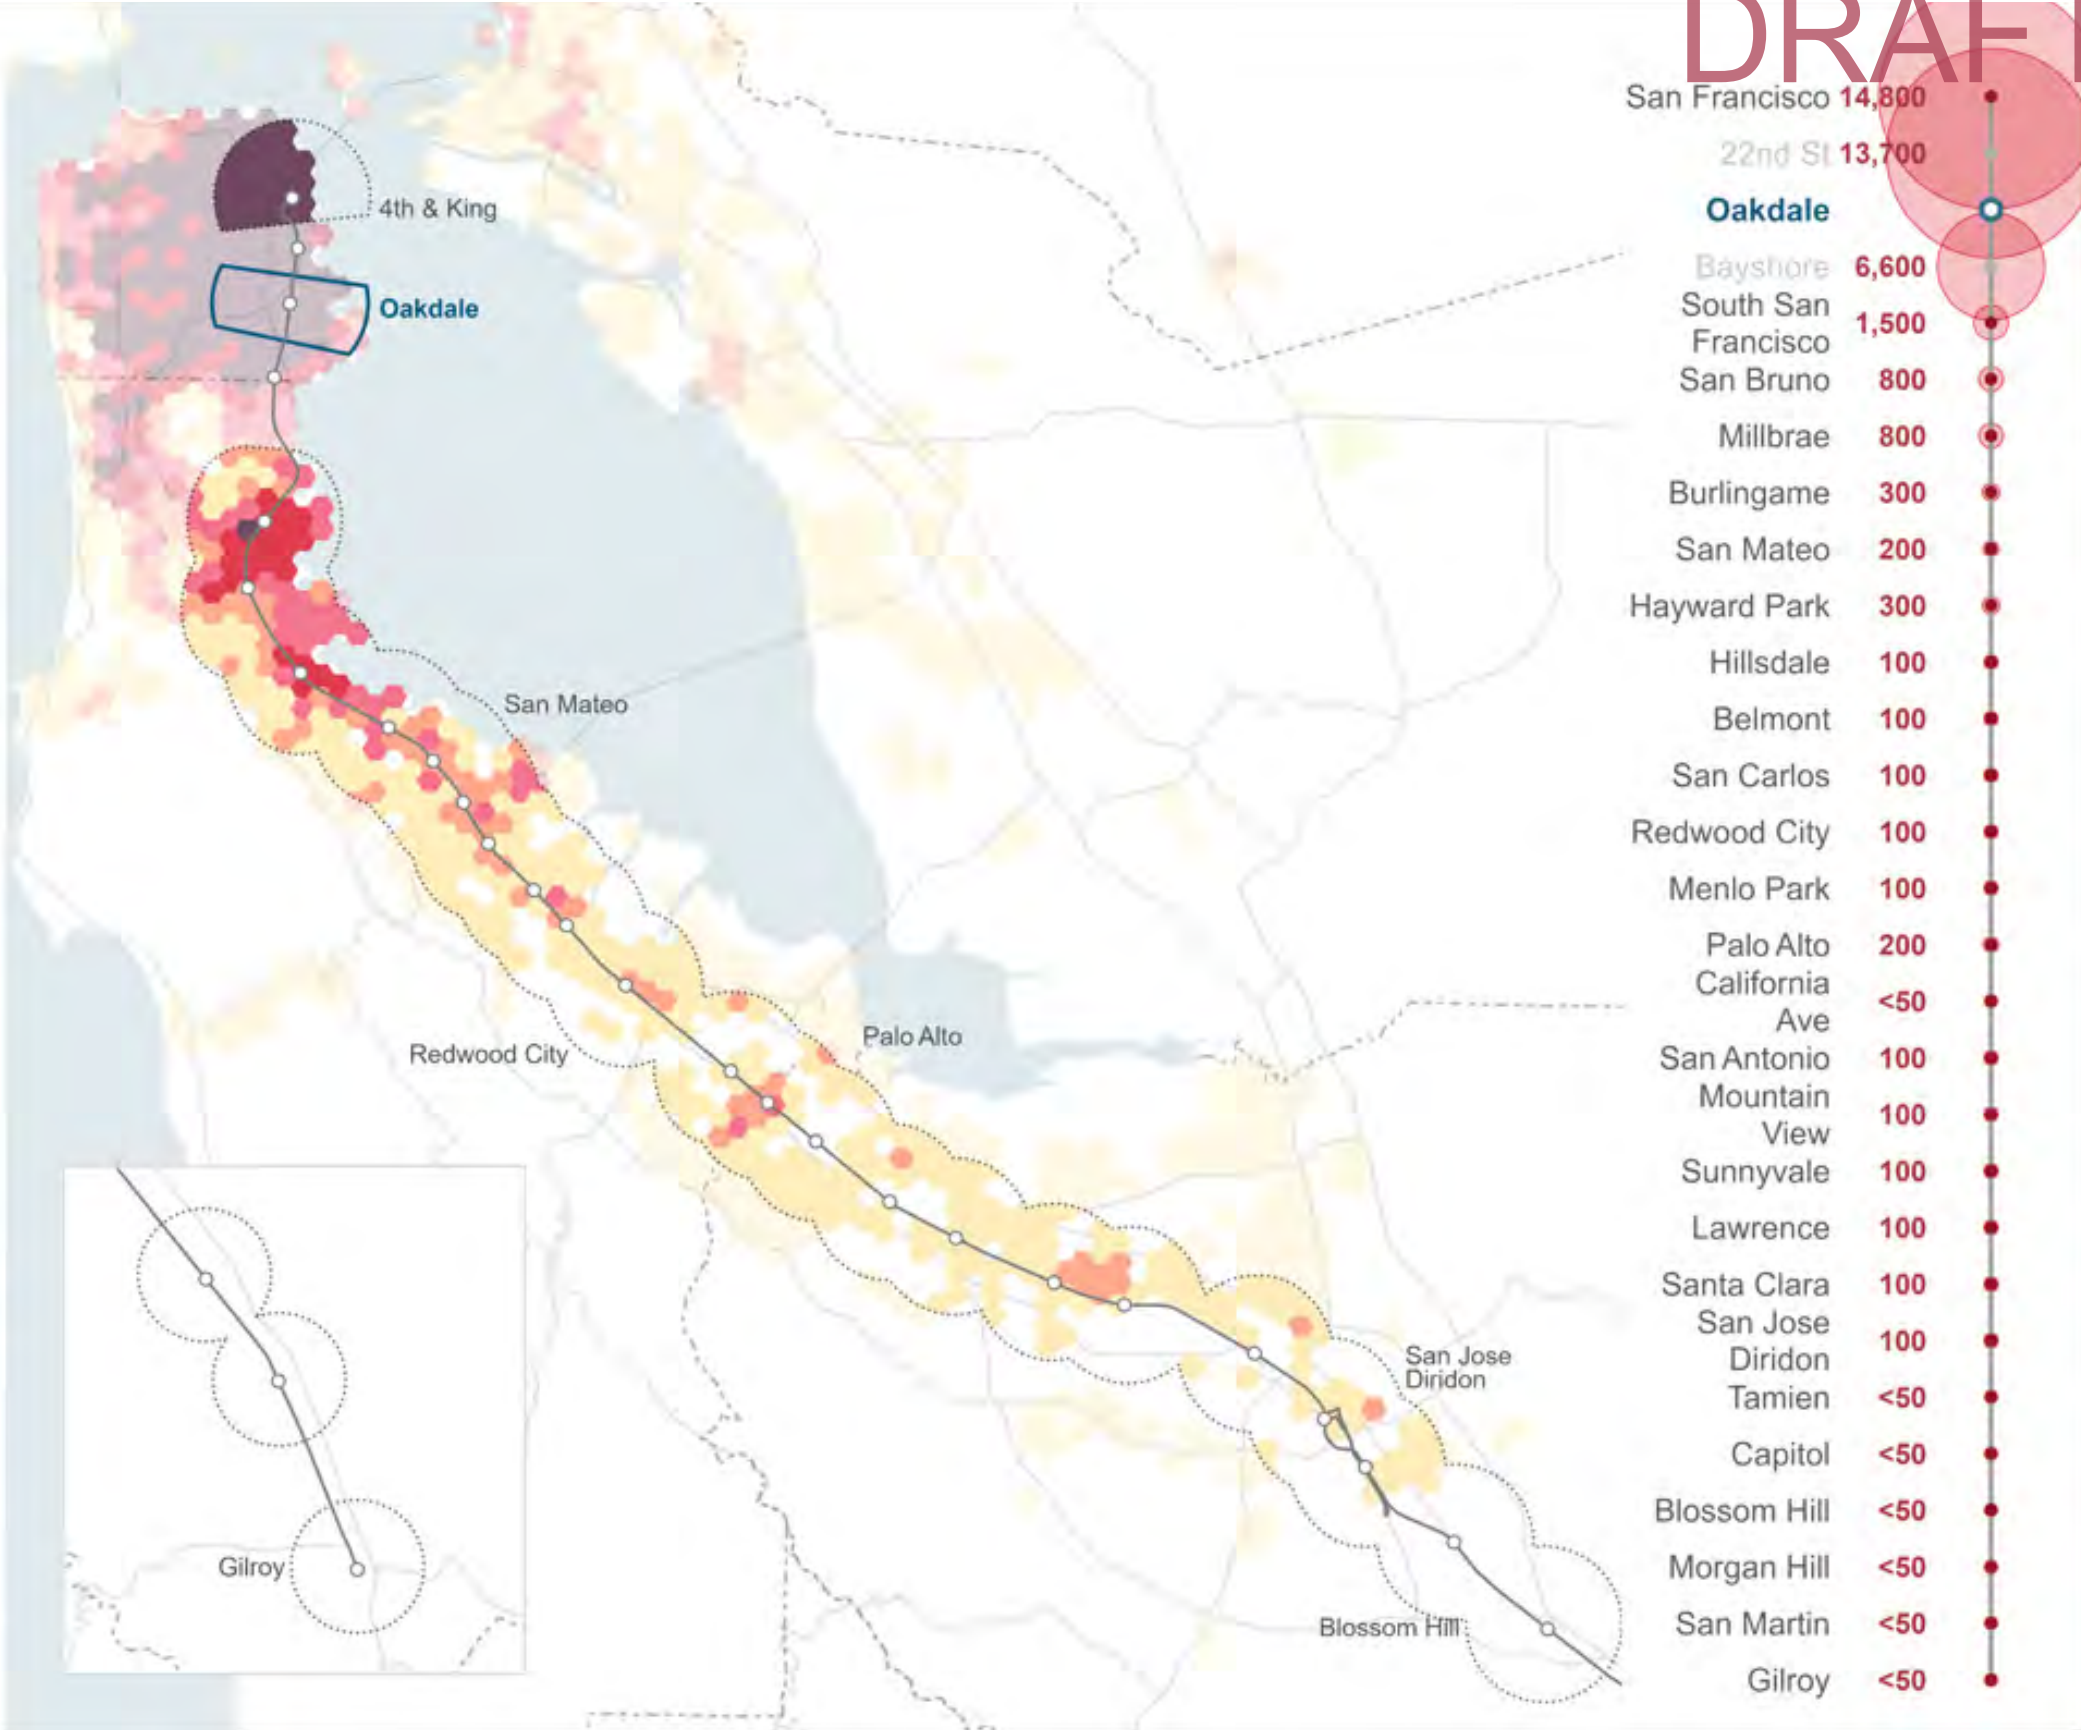 DRAFT
San Francisco 14,800
22nd St 13,700
Oakdale
Bayshore 6,600
South San
Francisco 1,500
San Bruno 800
Millbrae 800
Burlingame 300
San Mateo 200
Hayward Park 300
Hillsdale 100
Belmont 100
San Carlos 100
Redwood City 100
Menlo Park 100
Palo Alto 200
California
Ave <50
San Antonio 100
Mountain
View 100
Sunnyvale 100
Lawrence 100
Santa Clara 100
San Jose
Diridon 100
Tamien <50
Capitol <50
Blossom Hill <50
Morgan Hill <50
San Martin <50
Gilroy <50
4th & King
Oakdale
San Mateo
Redwood City
Palo Alto
San Jose
Diridon
Blossom Hill
Gilroy